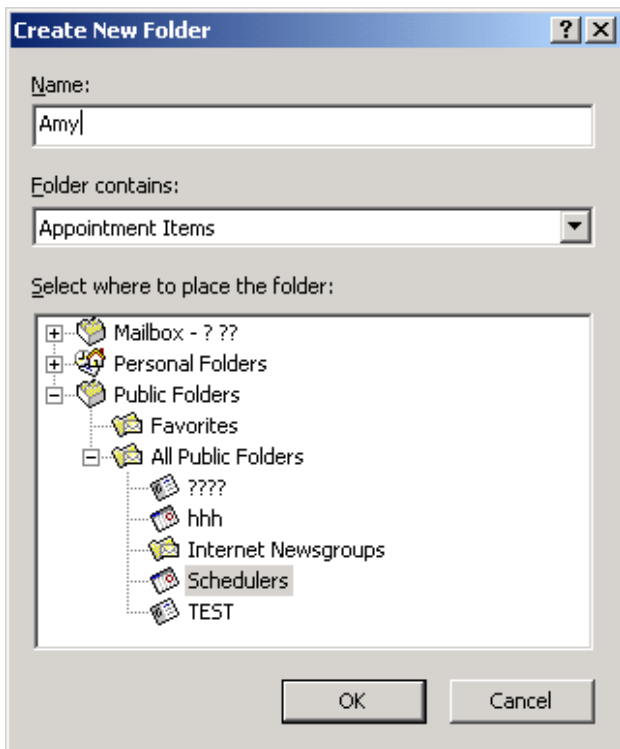 Create New Folder
Name:
Amy
Folder contains:
Appointment Items
Select where to place the folder:
Mailbox - ? ??
Personal Folders
Public Folders
Favorites
All Public Folders
????
hhh
Internet Newsgroups
Schedulers
TEST
OK Cancel